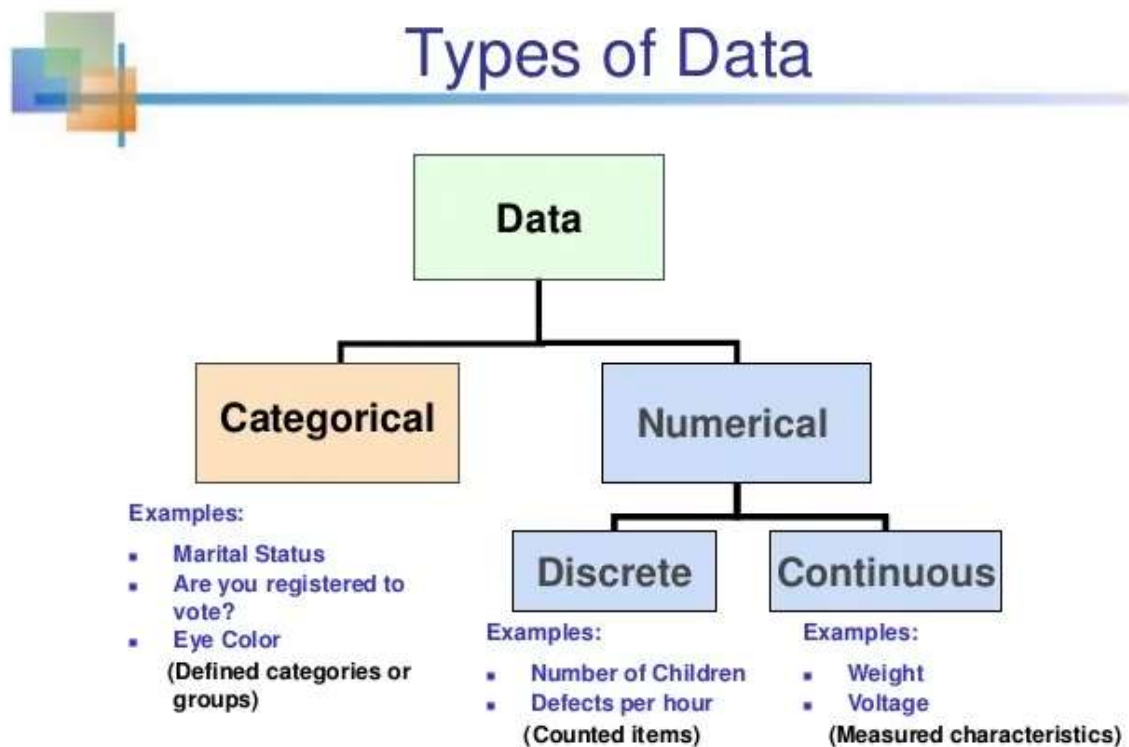 Types of Data
Data
Categorical
Numerical
Examples:
▪ Marital Status
▪ Are you registered to
vote?
▪ Eye Color
(Defined categories or
groups)
Discrete
Examples:
▪ Number of Children
▪ Defects per hour
(Counted items)
Continuous
Examples:
▪ Weight
▪ Voltage
(Measured characteristics)